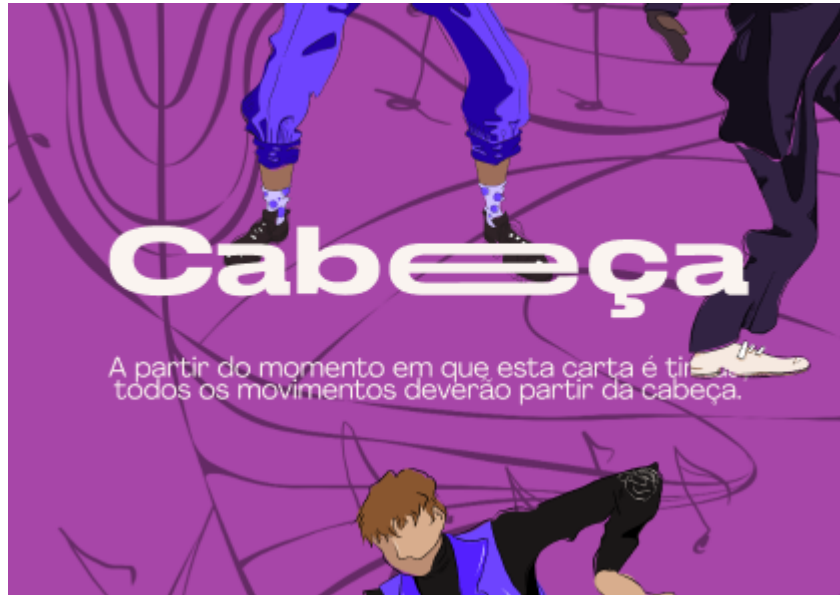 Cabeça
A partir do momento em que esta carta é
todos os movimentos deverão partir da cabeça.